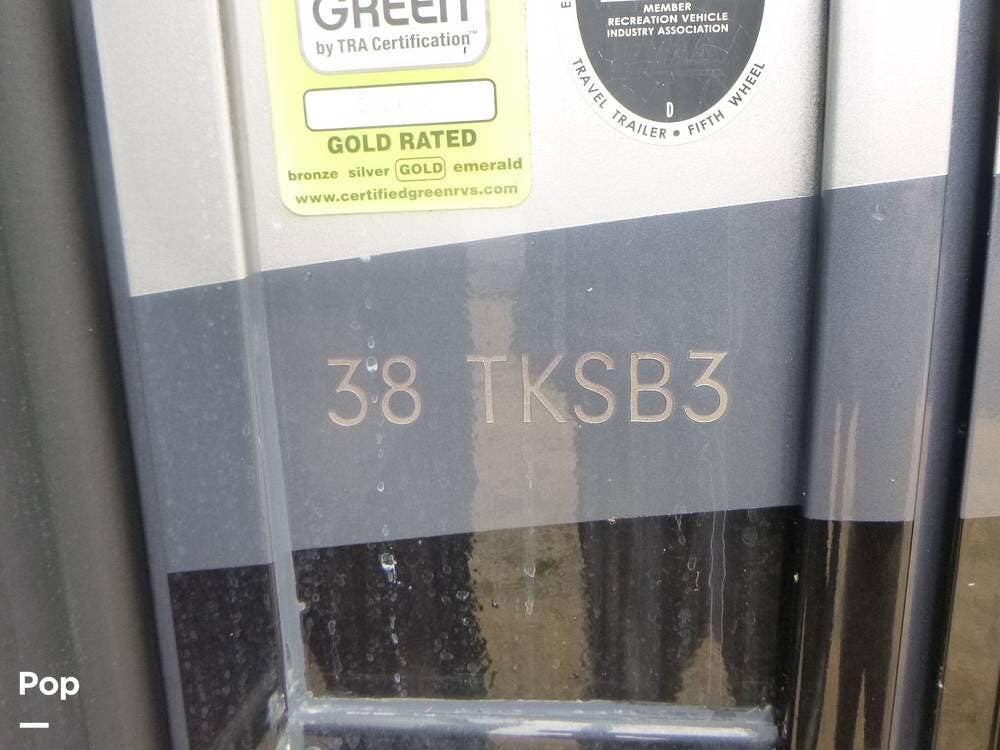 GREEN
by TRA Certification™
GOLD RATED
bronze silver GOLD emerald
www.certifiedgreenrvs.com
MEMBER
RECREATION VEHICLE
INDUSTRY ASSOCIATION
D
TRAVEL TRAILER • FIFTH WHEEL
38 TKSB3
Pop